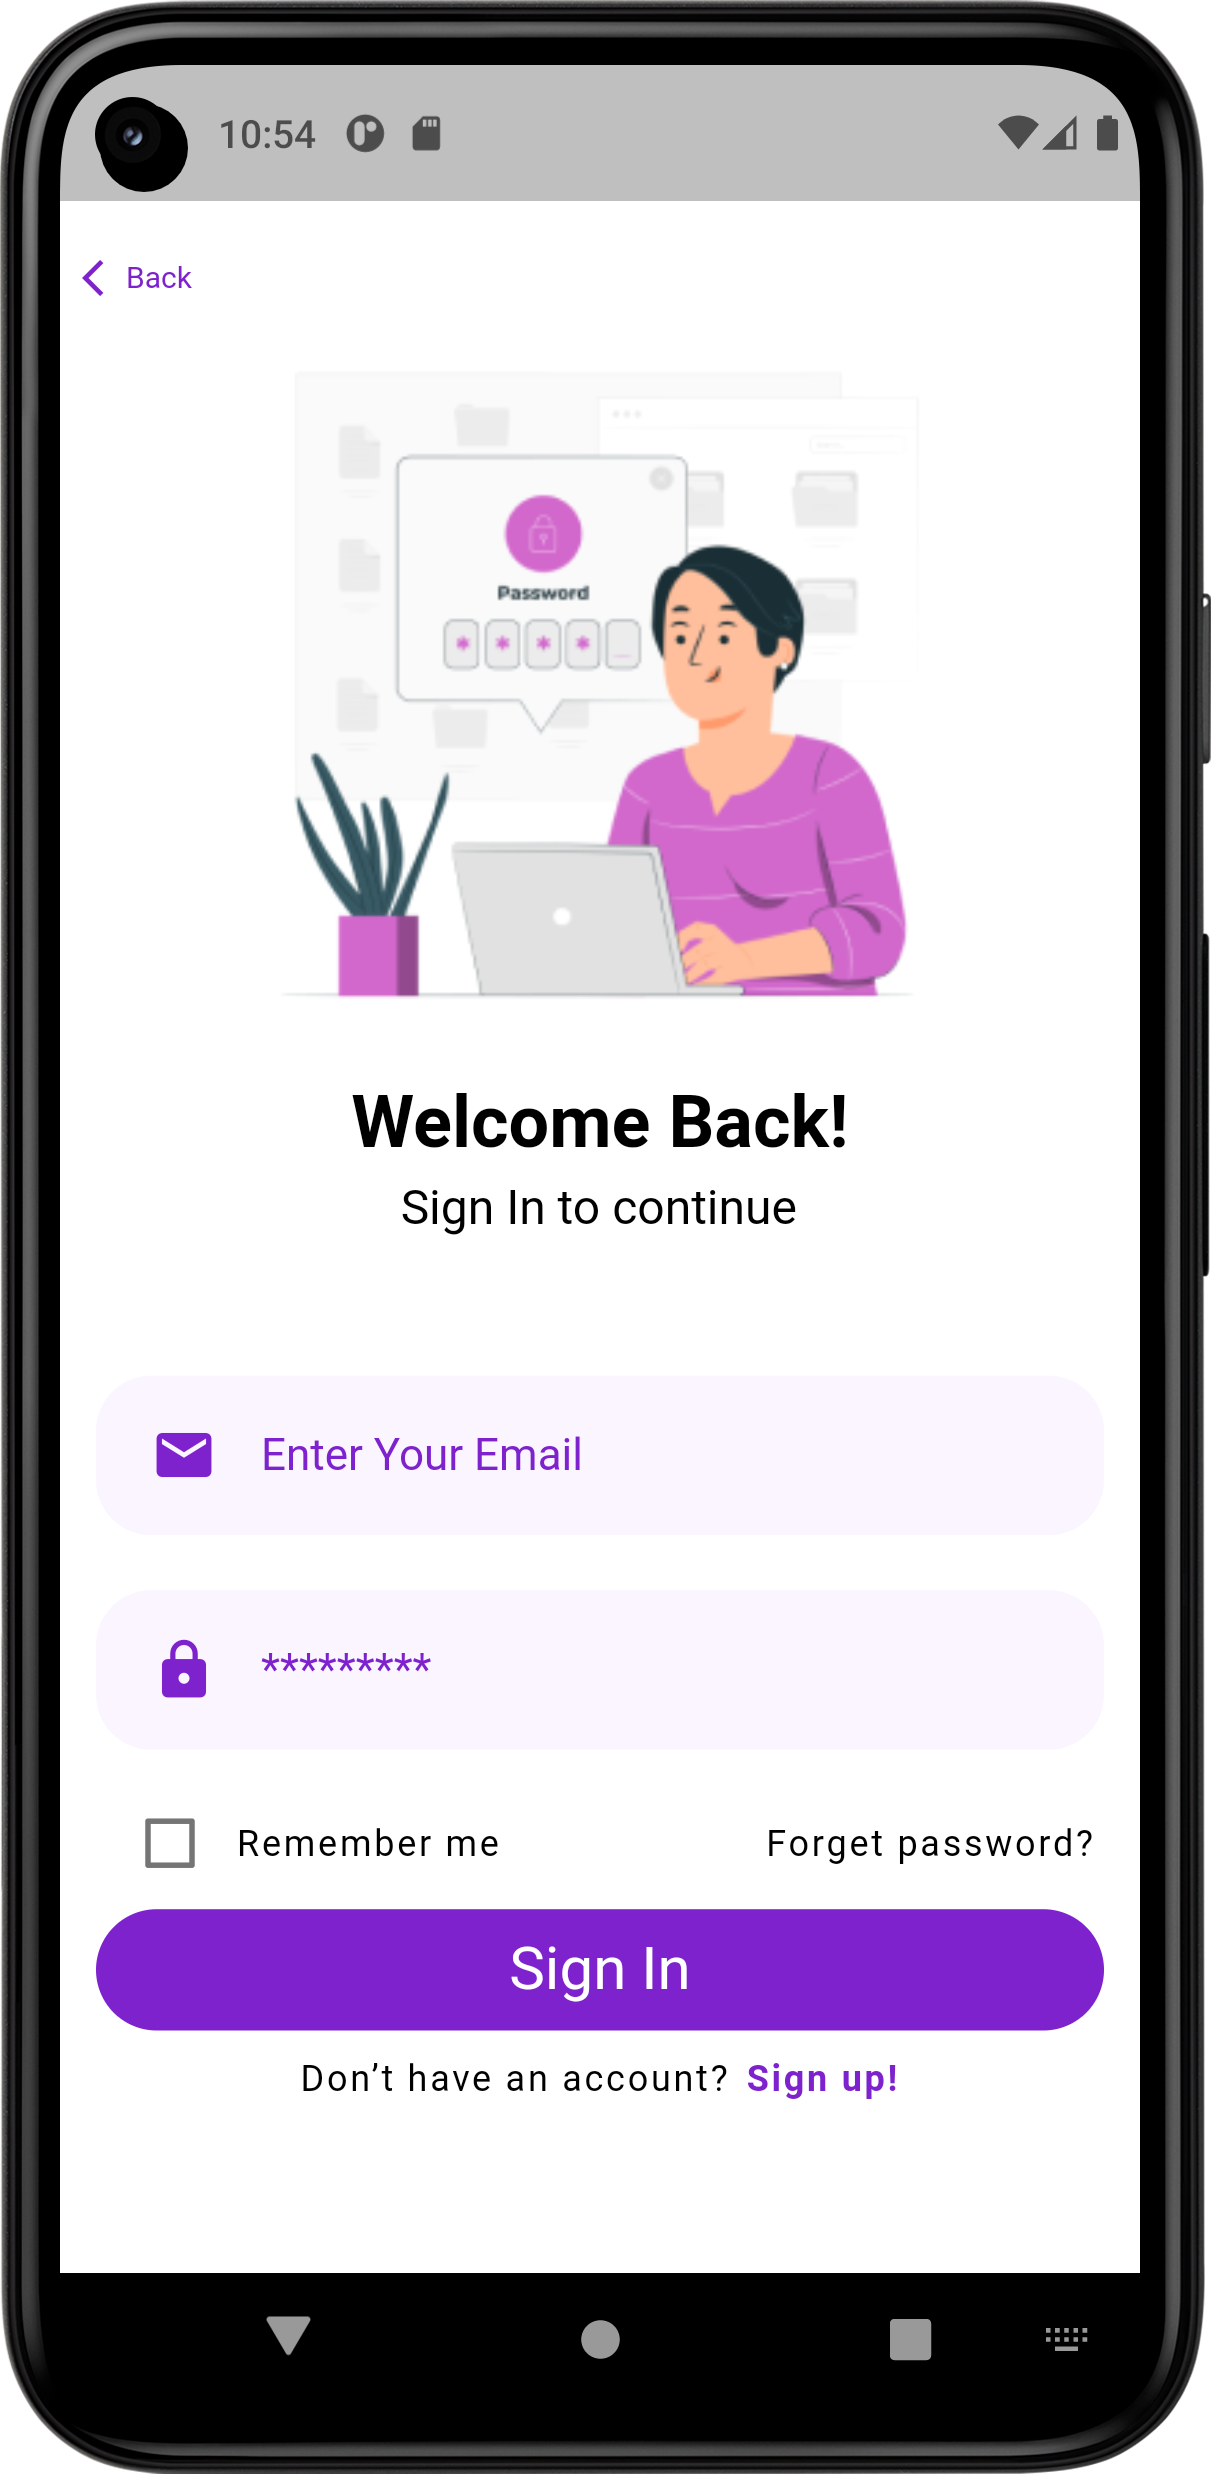 10:54
Back
Password
* * * * _
Welcome Back!
Sign In to continue
Enter Your Email
*********
Remember me
Forget password?
Sign In
Don’t have an account? Sign up!